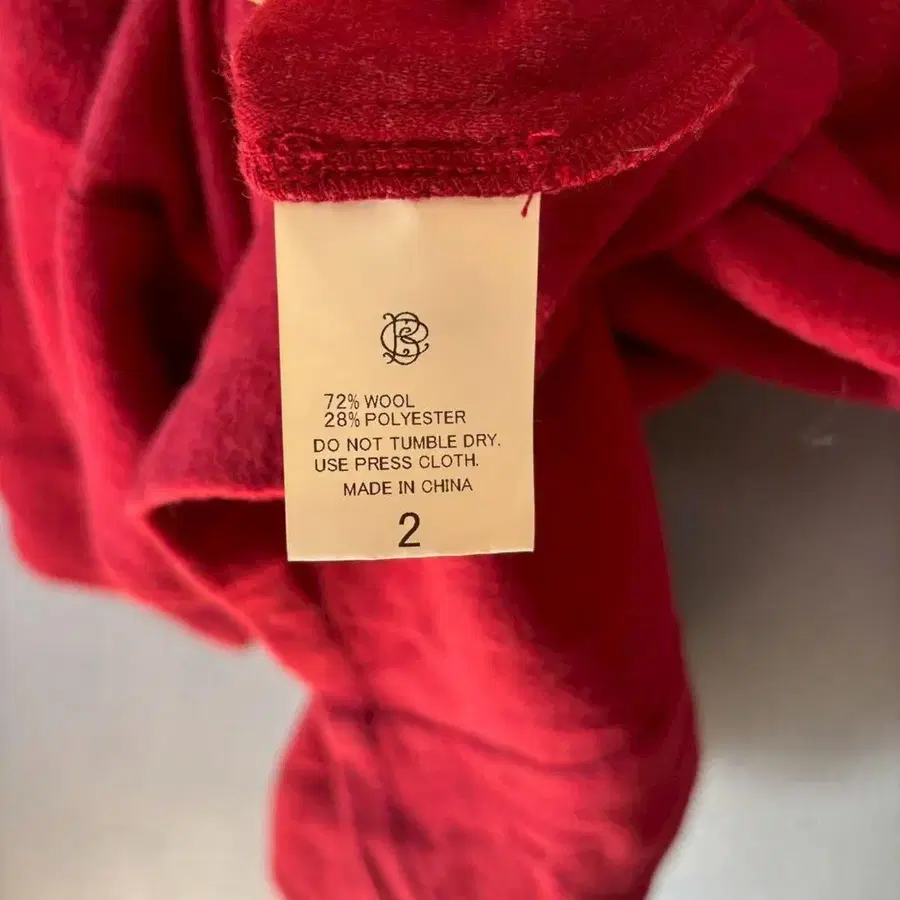 72% WOOL
28% POLYESTER
DO NOT TUMBLE DRY.
USE PRESS CLOTH.
MADE IN CHINA
2